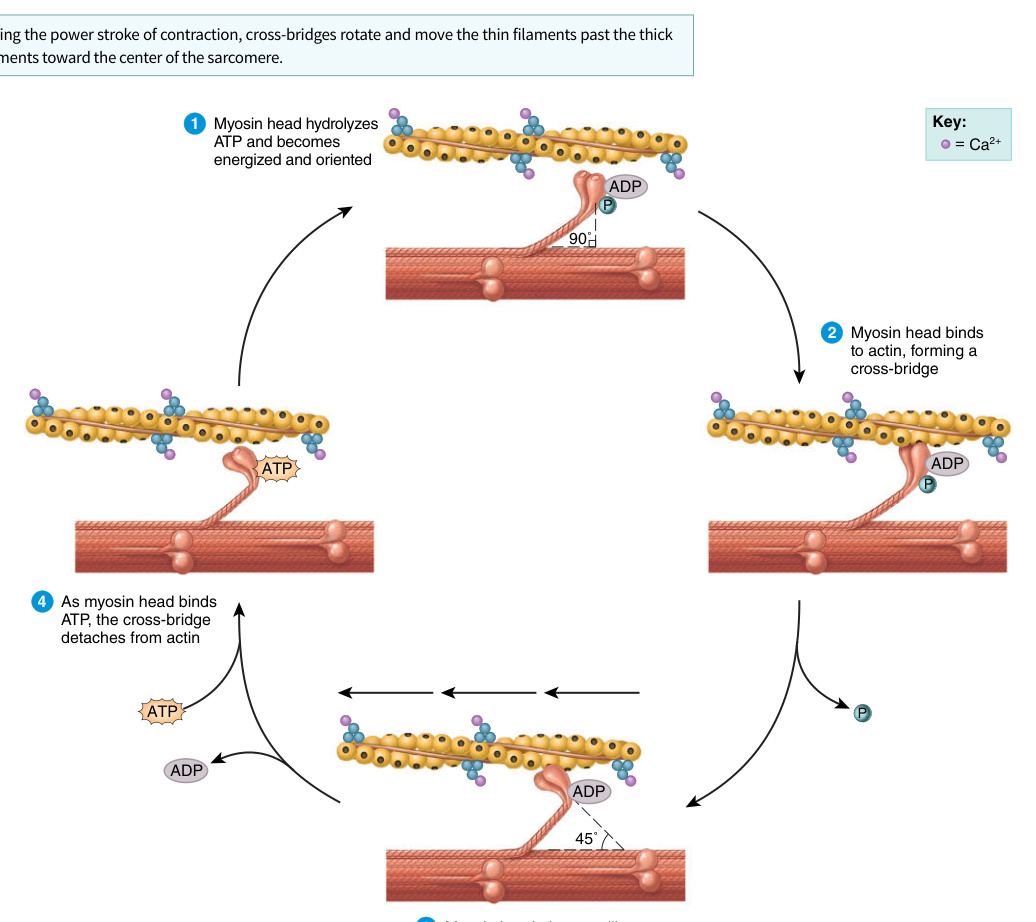 ing the power stroke of contraction, cross-bridges rotate and move the thin filaments past the thick
ments toward the center of the sarcomere.
1 Myosin head hydrolyzes
ATP and becomes
energized and oriented
Key:
= Ca²⁺
ADP
P
90°
2 Myosin head binds
to actin, forming a
cross-bridge
ATP
ADP
P
4 As myosin head binds
ATP, the cross-bridge
detaches from actin
ATP
P
ADP
ADP
45°